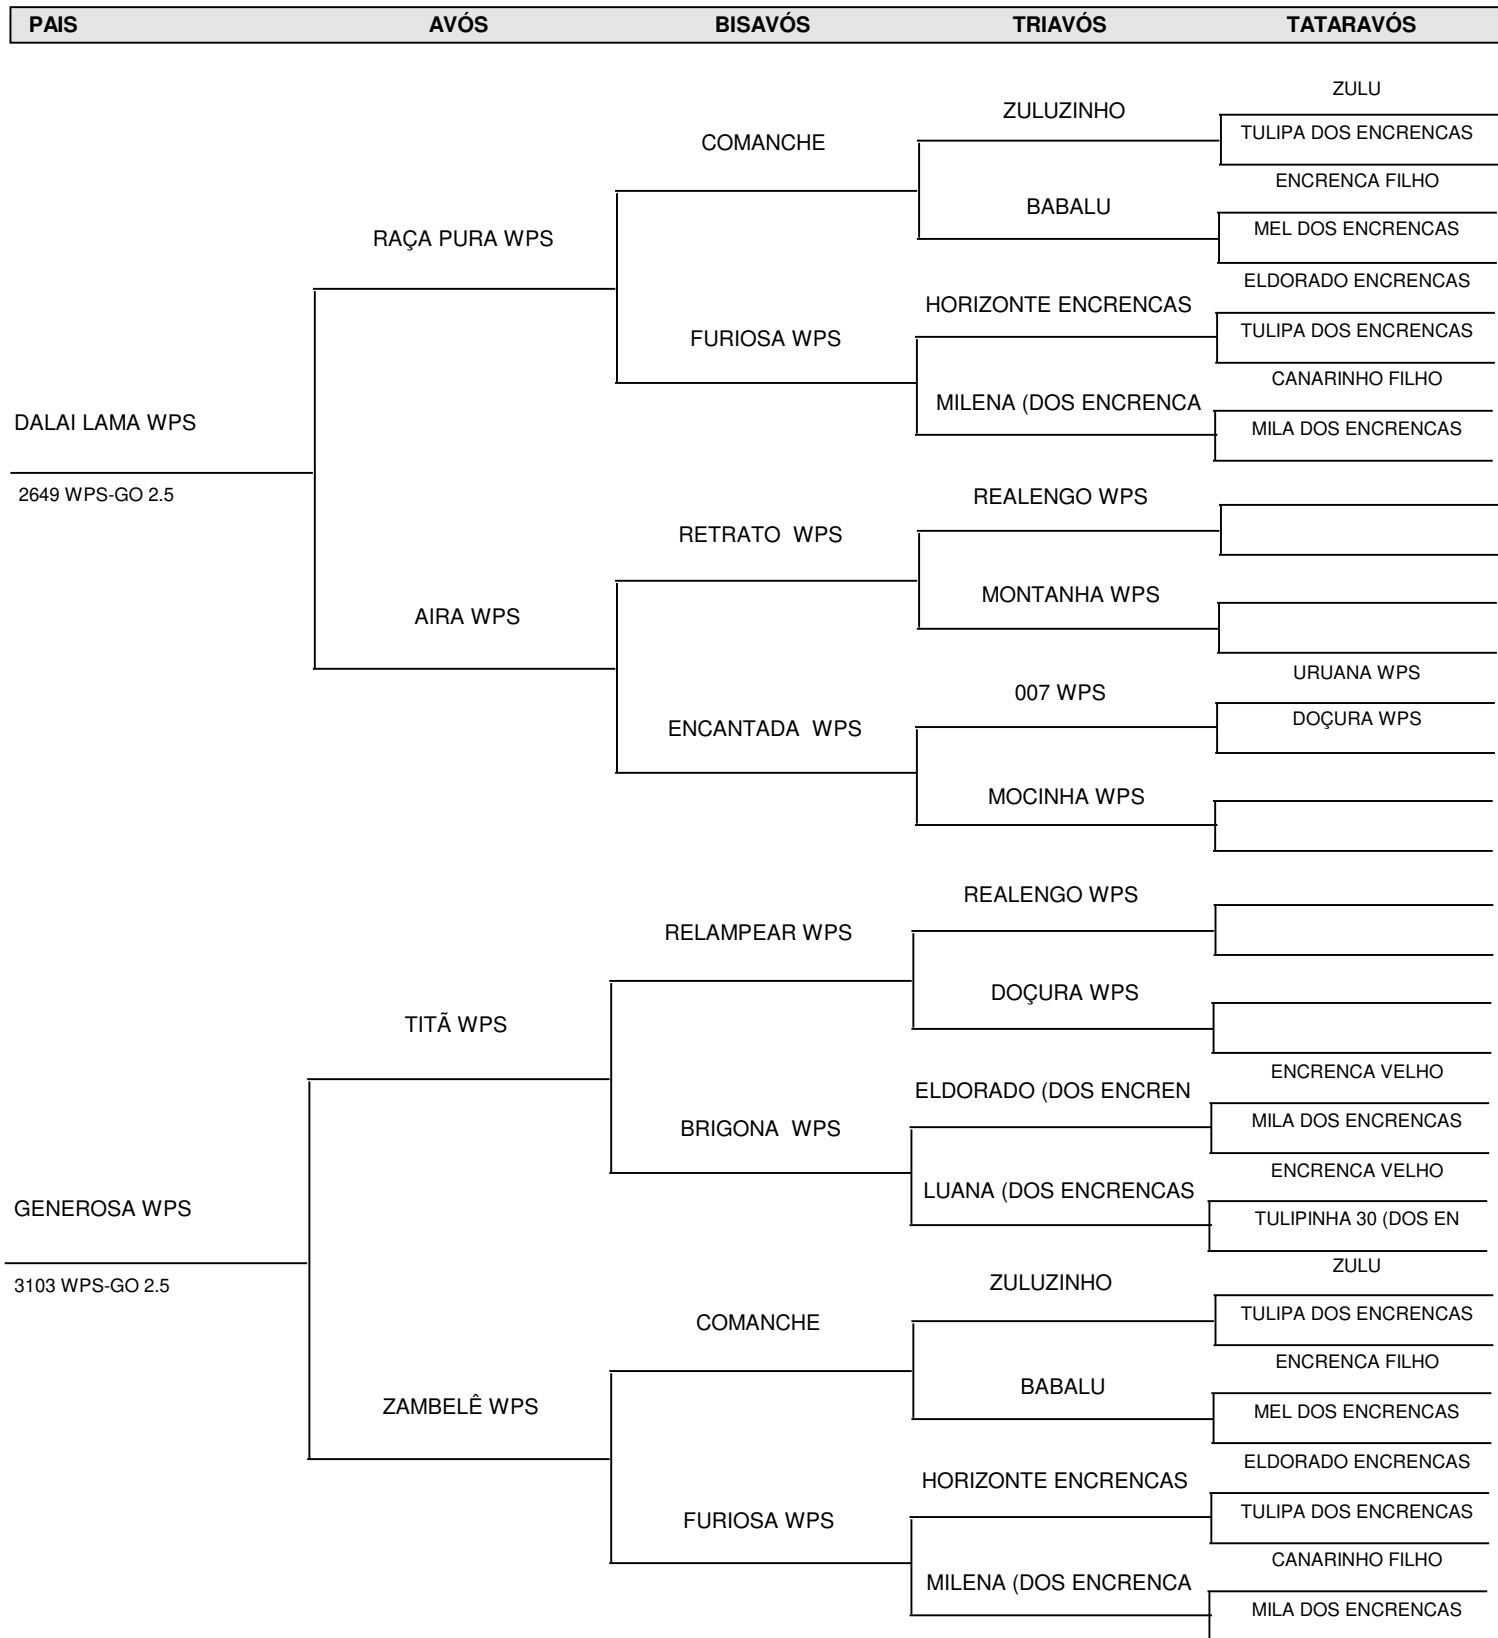 PAIS AVÓS BISAVÓS TRIAVÓS TATARAVÓS
ZULU
ZULUZINHO
TULIPA DOS ENCRENCAS
COMANCHE
ENCRENCA FILHO
BABALU
MEL DOS ENCRENCAS
RAÇA PURA WPS
ELDORADO ENCRENCAS
HORIZONTE ENCRENCAS
TULIPA DOS ENCRENCAS
FURIOSA WPS
CANARINHO FILHO
MILENA (DOS ENCRENCA
DALAI LAMA WPS
MILA DOS ENCRENCAS
2649 WPS-GO 2.5
REALENGO WPS
RETRATO WPS
MONTANHA WPS
AIRA WPS
URUANA WPS
007 WPS
DOÇURA WPS
ENCANTADA WPS
MOCINHA WPS
REALENGO WPS
RELAMPEAR WPS
DOÇURA WPS
TITÃ WPS
ENCRENCA VELHO
ELDORADO (DOS ENCREN
MILA DOS ENCRENCAS
BRIGONA WPS
ENCRENCA VELHO
LUANA (DOS ENCRENCAS
GENEROSA WPS
TULIPINHA 30 (DOS EN
ZULU
3103 WPS-GO 2.5
ZULUZINHO
TULIPA DOS ENCRENCAS
COMANCHE
ENCRENCA FILHO
BABALU
ZAMBELÊ WPS
MEL DOS ENCRENCAS
ELDORADO ENCRENCAS
HORIZONTE ENCRENCAS
TULIPA DOS ENCRENCAS
FURIOSA WPS
CANARINHO FILHO
MILENA (DOS ENCRENCA
MILA DOS ENCRENCAS